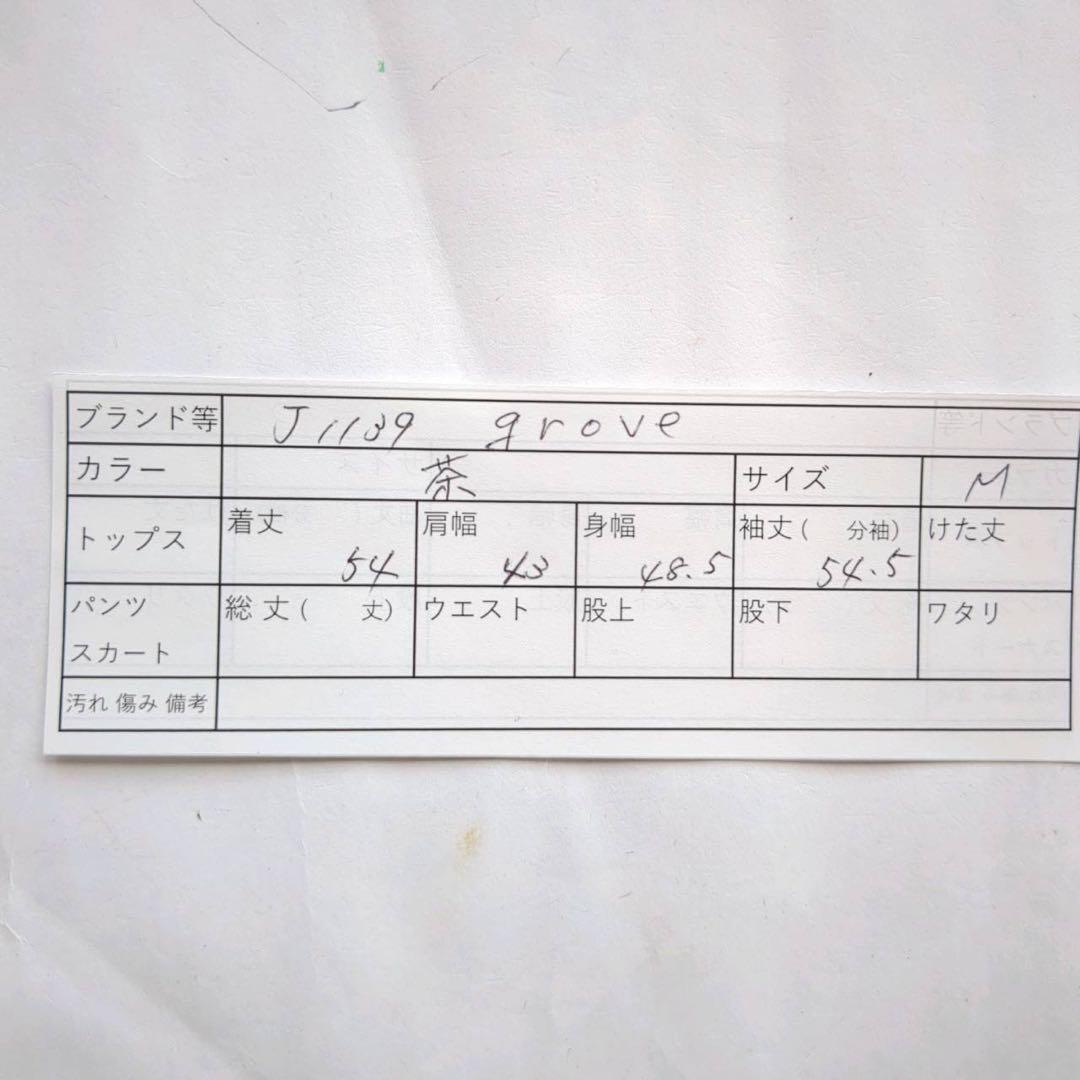 ブランド等 J1139 grove
カラー 茶 サイズ M
トップス 着丈 54 肩幅 43 身幅 48.5 袖丈( 分袖) 54.5 けた丈
パンツ 総丈( 丈) ウエスト 股上 股下 ワタリ
スカート
汚れ 傷み 備考